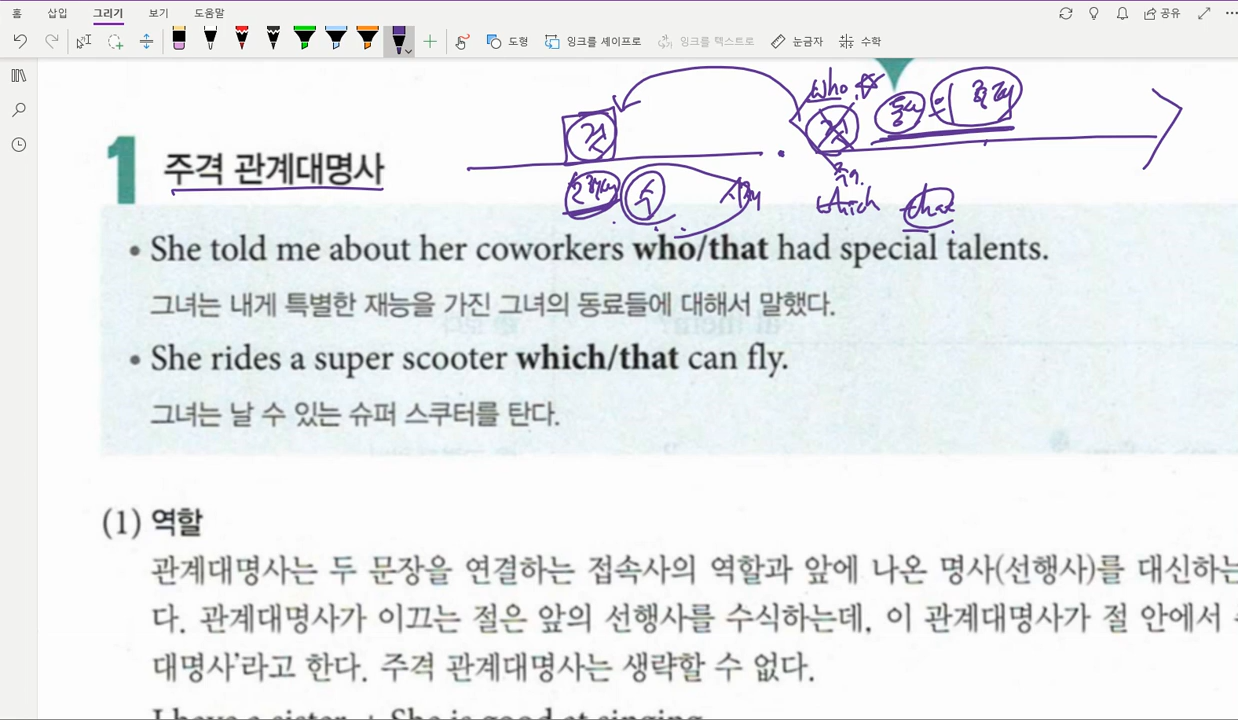 홈 삽입 그리기 보기 도움말 공유
도형 잉크를 셰이프로 잉크를 텍스트로 눈금자 수학
who
which that
1 주격 관계대명사
• She told me about her coworkers who/that had special talents.
그녀는 내게 특별한 재능을 가진 그녀의 동료들에 대해서 말했다.
• She rides a super scooter which/that can fly.
그녀는 날 수 있는 슈퍼 스쿠터를 탄다.
(1) 역할
관계대명사는 두 문장을 연결하는 접속사의 역할과 앞에 나온 명사(선행사)를 대신하는
다. 관계대명사가 이끄는 절은 앞의 선행사를 수식하는데, 이 관계대명사가 절 안에서
대명사'라고 한다. 주격 관계대명사는 생략할 수 없다.
I have a sister. + She is good at singing.